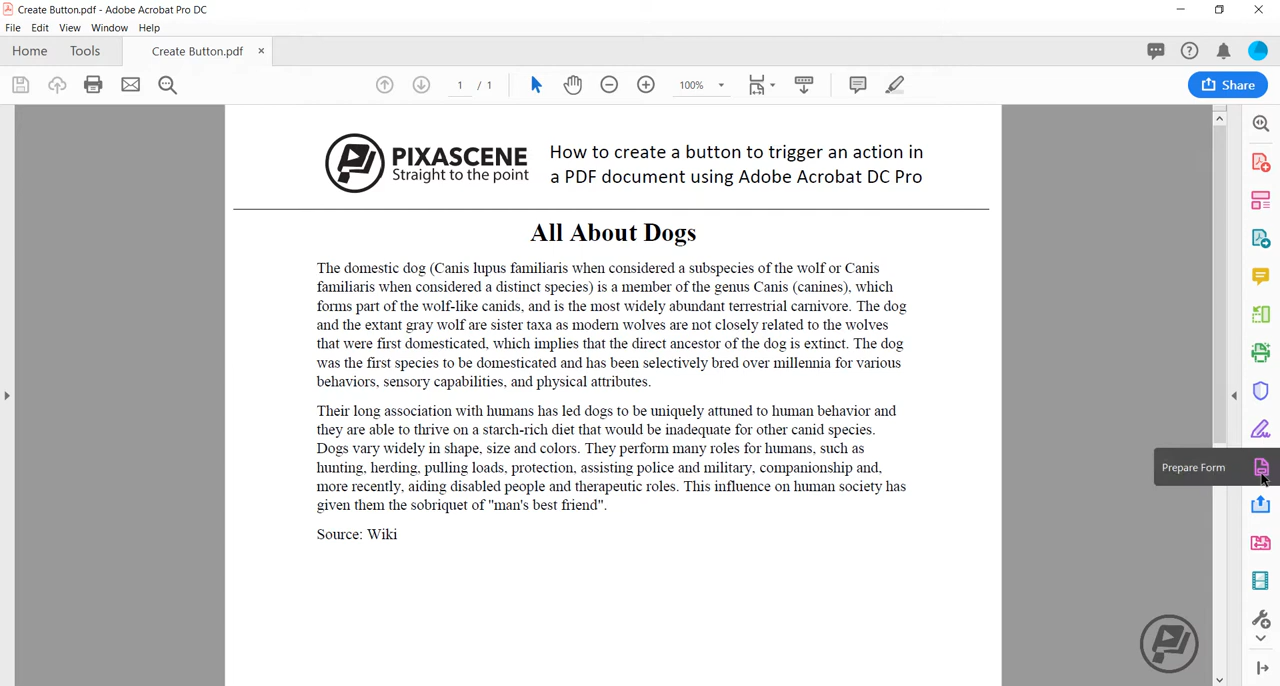 Create Button.pdf - Adobe Acrobat Pro DC
File Edit View Window Help
Home Tools Create Button.pdf ×
1 / 1 100% Share
PIXASCENE
Straight to the point
How to create a button to trigger an action in
a PDF document using Adobe Acrobat DC Pro
All About Dogs
The domestic dog (Canis lupus familiaris when considered a subspecies of the wolf or Canis
familiaris when considered a distinct species) is a member of the genus Canis (canines), which
forms part of the wolf-like canids, and is the most widely abundant terrestrial carnivore. The dog
and the extant gray wolf are sister taxa as modern wolves are not closely related to the wolves
that were first domesticated, which implies that the direct ancestor of the dog is extinct. The dog
was the first species to be domesticated and has been selectively bred over millennia for various
behaviors, sensory capabilities, and physical attributes.
Their long association with humans has led dogs to be uniquely attuned to human behavior and
they are able to thrive on a starch-rich diet that would be inadequate for other canid species.
Dogs vary widely in shape, size and colors. They perform many roles for humans, such as
hunting, herding, pulling loads, protection, assisting police and military, companionship and,
more recently, aiding disabled people and therapeutic roles. This influence on human society has
given them the sobriquet of "man's best friend".
Source: Wiki
Prepare Form